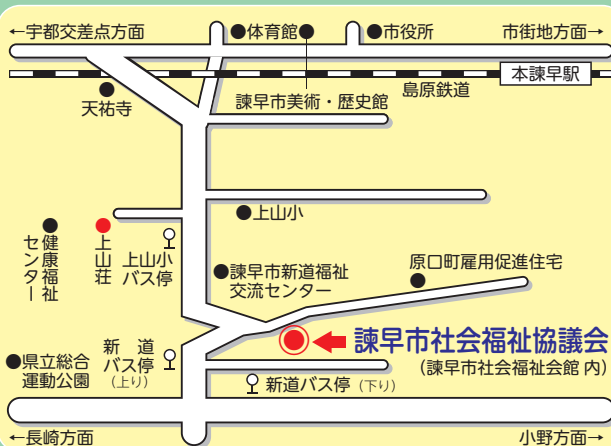 ←宇都交差点方面
体育館
市役所
市街地方面→
本諫早駅
島原鉄道
天祐寺
諫早市美術・歴史館
上山小
健康福祉
センター
上山荘
上山小
バス停
諫早市新道福祉
交流センター
原口町雇用促進住宅
諫早市社会福祉協議会
(諫早市社会福祉会館 内)
新 道
バス停
(上り)
県立総合
運動公園
新道バス停 (下り)
←長崎方面
小野方面→